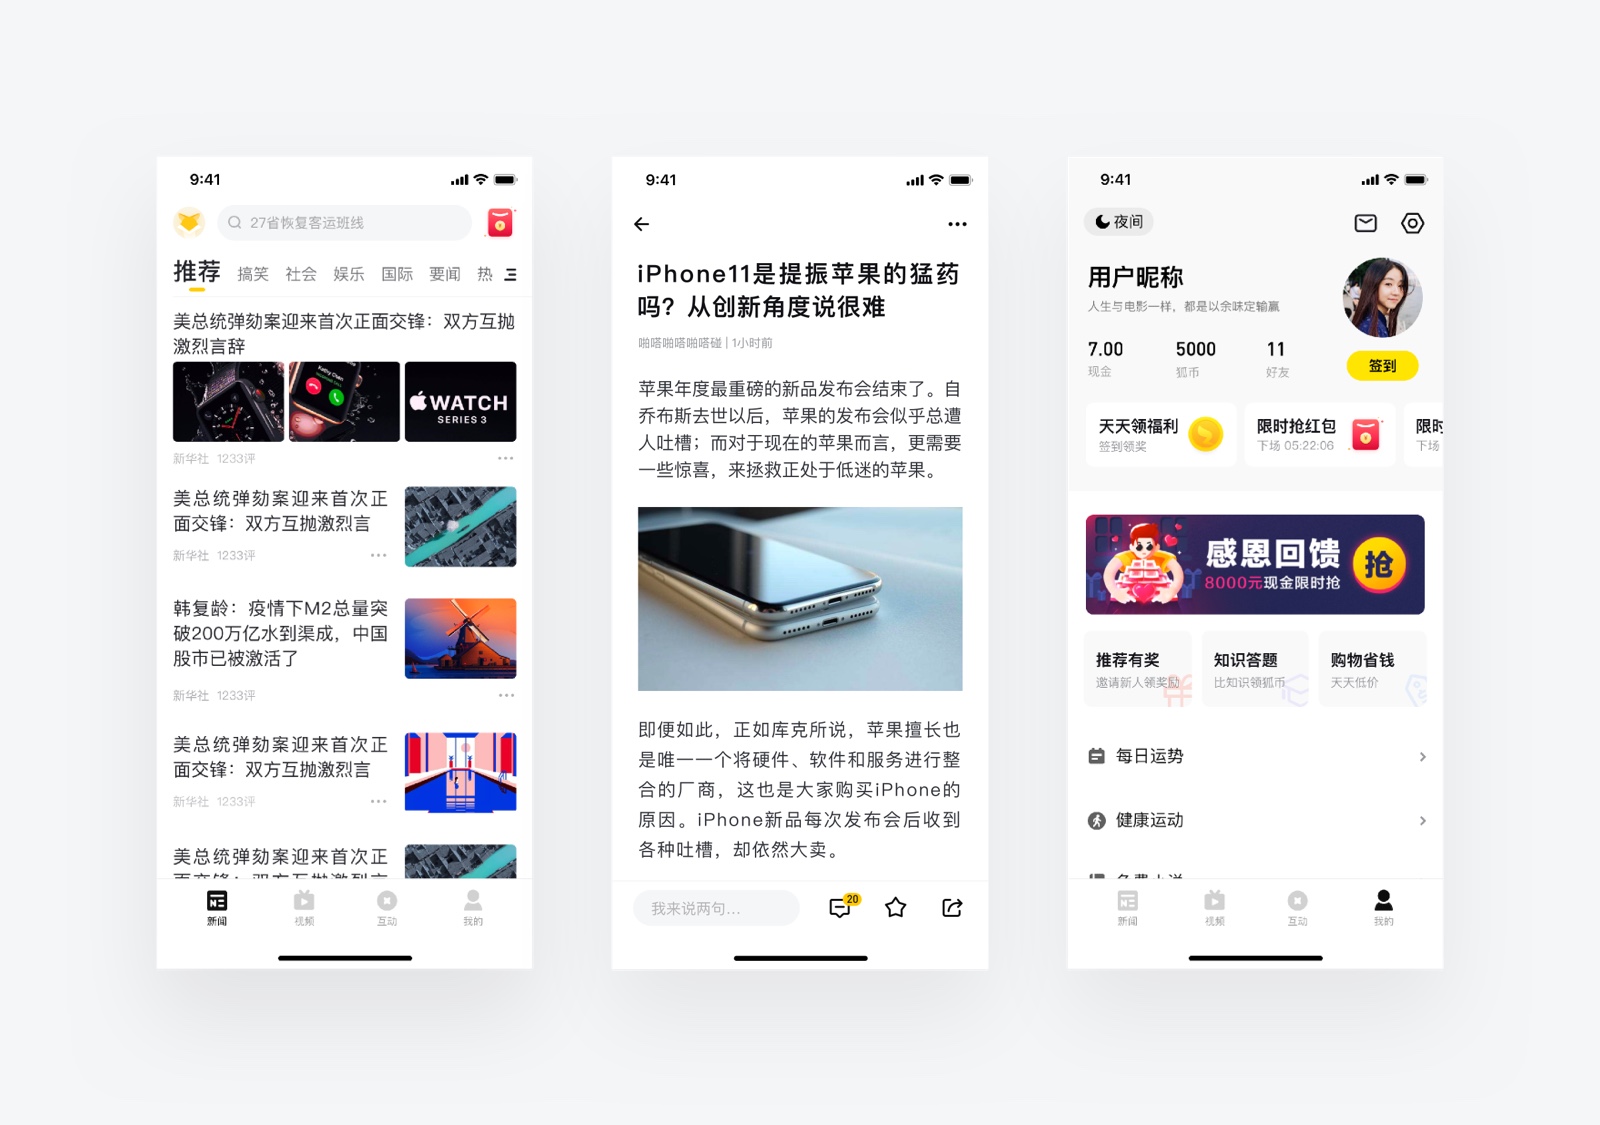 9:41
27省恢复客运班线
推荐 搞笑 社会 娱乐 国际 要闻 热
美总统弹劾案迎来首次正面交锋：双方互抛
激烈言辞
Kathy Chen
WATCH
SERIES 3
新华社 1233评
美总统弹劾案迎来首次正
面交锋：双方互抛激烈言
新华社 1233评
韩复龄：疫情下M2总量突
破200万亿水到渠成，中国
股市已被激活了
新华社 1233评
美总统弹劾案迎来首次正
面交锋：双方互抛激烈言
新华社 1233评
美总统弹劾案迎来首次正
面交锋：双方互抛激烈言
新闻 视频 互动 我的
9:41
iPhone11是提振苹果的猛药
吗？从创新角度说很难
啪嗒啪嗒啪嗒碰 | 1小时前
苹果年度最重磅的新品发布会结束了。自
乔布斯去世以后，苹果的发布会似乎总遭
人吐槽；而对于现在的苹果而言，更需要
一些惊喜，来拯救正处于低迷的苹果。
即便如此，正如库克所说，苹果擅长也
是唯一一个将硬件、软件和服务进行整
合的厂商，这也是大家购买iPhone的
原因。iPhone新品每次发布会后收到
各种吐槽，却依然大卖。
我来说两句...
20
9:41
夜间
用户昵称
人生与电影一样，都是以余味定输赢
7.00 5000 11
现金 狐币 好友
签到
天天领福利
签到领奖
限时抢红包
下场 05:22:06
限时
下场
感恩回馈
8000元现金限时抢
抢
推荐有奖
邀请新人领奖励
知识答题
比知识领狐币
购物省钱
天天低价
每日运势
健康运动
免费小说
新闻 视频 互动 我的